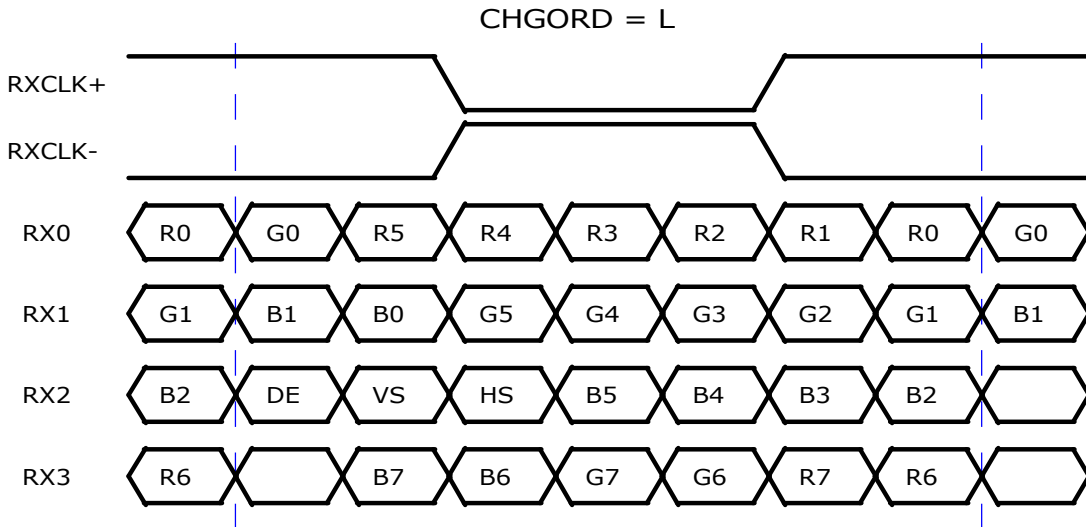 CHGORD = L
RXCLK+
RXCLK-
RX0 R0 G0 R5 R4 R3 R2 R1 R0 G0
RX1 G1 B1 B0 G5 G4 G3 G2 G1 B1
RX2 B2 DE VS HS B5 B4 B3 B2
RX3 R6 B7 B6 G7 G6 R7 R6